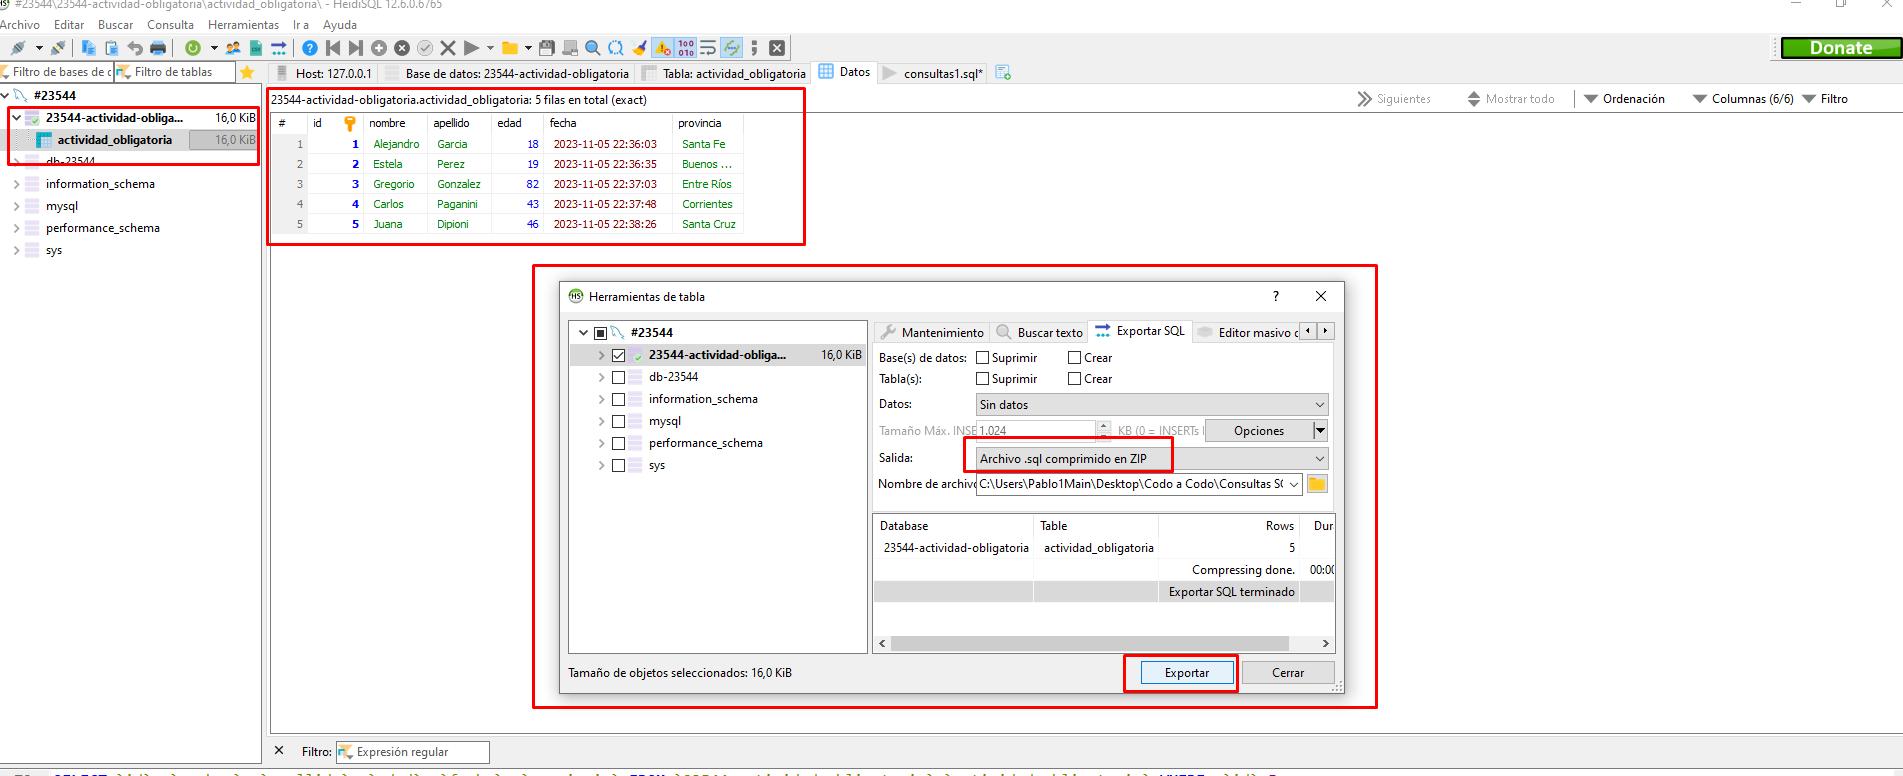 #23544\23544-actividad-obligatoria\actividad_obligatoria\ - HeidiSQL 12.6.0.6765
Archivo Editar Buscar Consulta Herramientas Ir a Ayuda
Donate
Filtro de bases de d Filtro de tablas
Host: 127.0.0.1 Base de datos: 23544-actividad-obligatoria Tabla: actividad_obligatoria Datos consultas1.sql*
#23544
23544-actividad-obliga... 16,0 KiB
actividad_obligatoria 16,0 KiB
db-23544
information_schema
mysql
performance_schema
sys
23544-actividad-obligatoria.actividad_obligatoria: 5 filas en total (exact)
Siguientes Mostrar todo Ordenación Columnas (6/6) Filtro
# id nombre apellido edad fecha provincia
1 1 Alejandro Garcia 18 2023-11-05 22:36:03 Santa Fe
2 2 Estela Perez 19 2023-11-05 22:36:35 Buenos ...
3 3 Gregorio Gonzalez 82 2023-11-05 22:37:03 Entre Ríos
4 4 Carlos Paganini 43 2023-11-05 22:37:48 Corrientes
5 5 Juana Dipioni 46 2023-11-05 22:38:26 Santa Cruz
HS Herramientas de tabla ?
#23544
23544-actividad-obliga... 16,0 KiB
db-23544
information_schema
mysql
performance_schema
sys
Mantenimiento Buscar texto Exportar SQL Editor masivo
Base(s) de datos: Suprimir Crear
Tabla(s): Suprimir Crear
Datos: Sin datos
Tamaño Máx. INSE 1.024 KB (0 = INSERTs Opciones
Salida: Archivo .sql comprimido en ZIP
Nombre de archivo C:\Users\Pablo1Main\Desktop\Codo a Codo\Consultas
Database Table Rows Dur
23544-actividad-obligatoria actividad_obligatoria 5
Compressing done. 00:00
Exportar SQL terminado
Tamaño de objetos seleccionados: 16,0 KiB
Exportar Cerrar
Filtro: Expresión regular